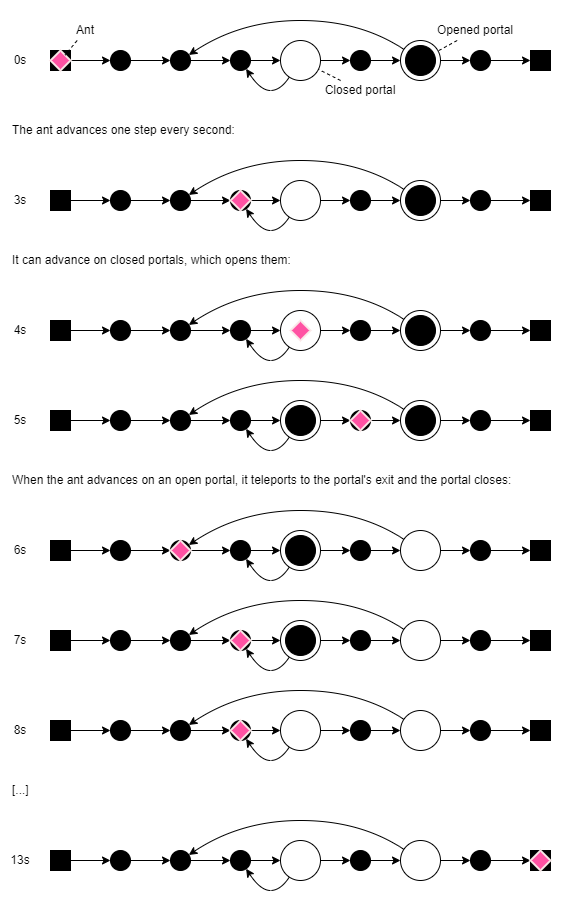 Ant
Opened portal
0s
Closed portal
The ant advances one step every second:
3s
It can advance on closed portals, which opens them:
4s
5s
When the ant advances on an open portal, it teleports to the portal's exit and the portal closes:
6s
7s
8s
[...]
13s